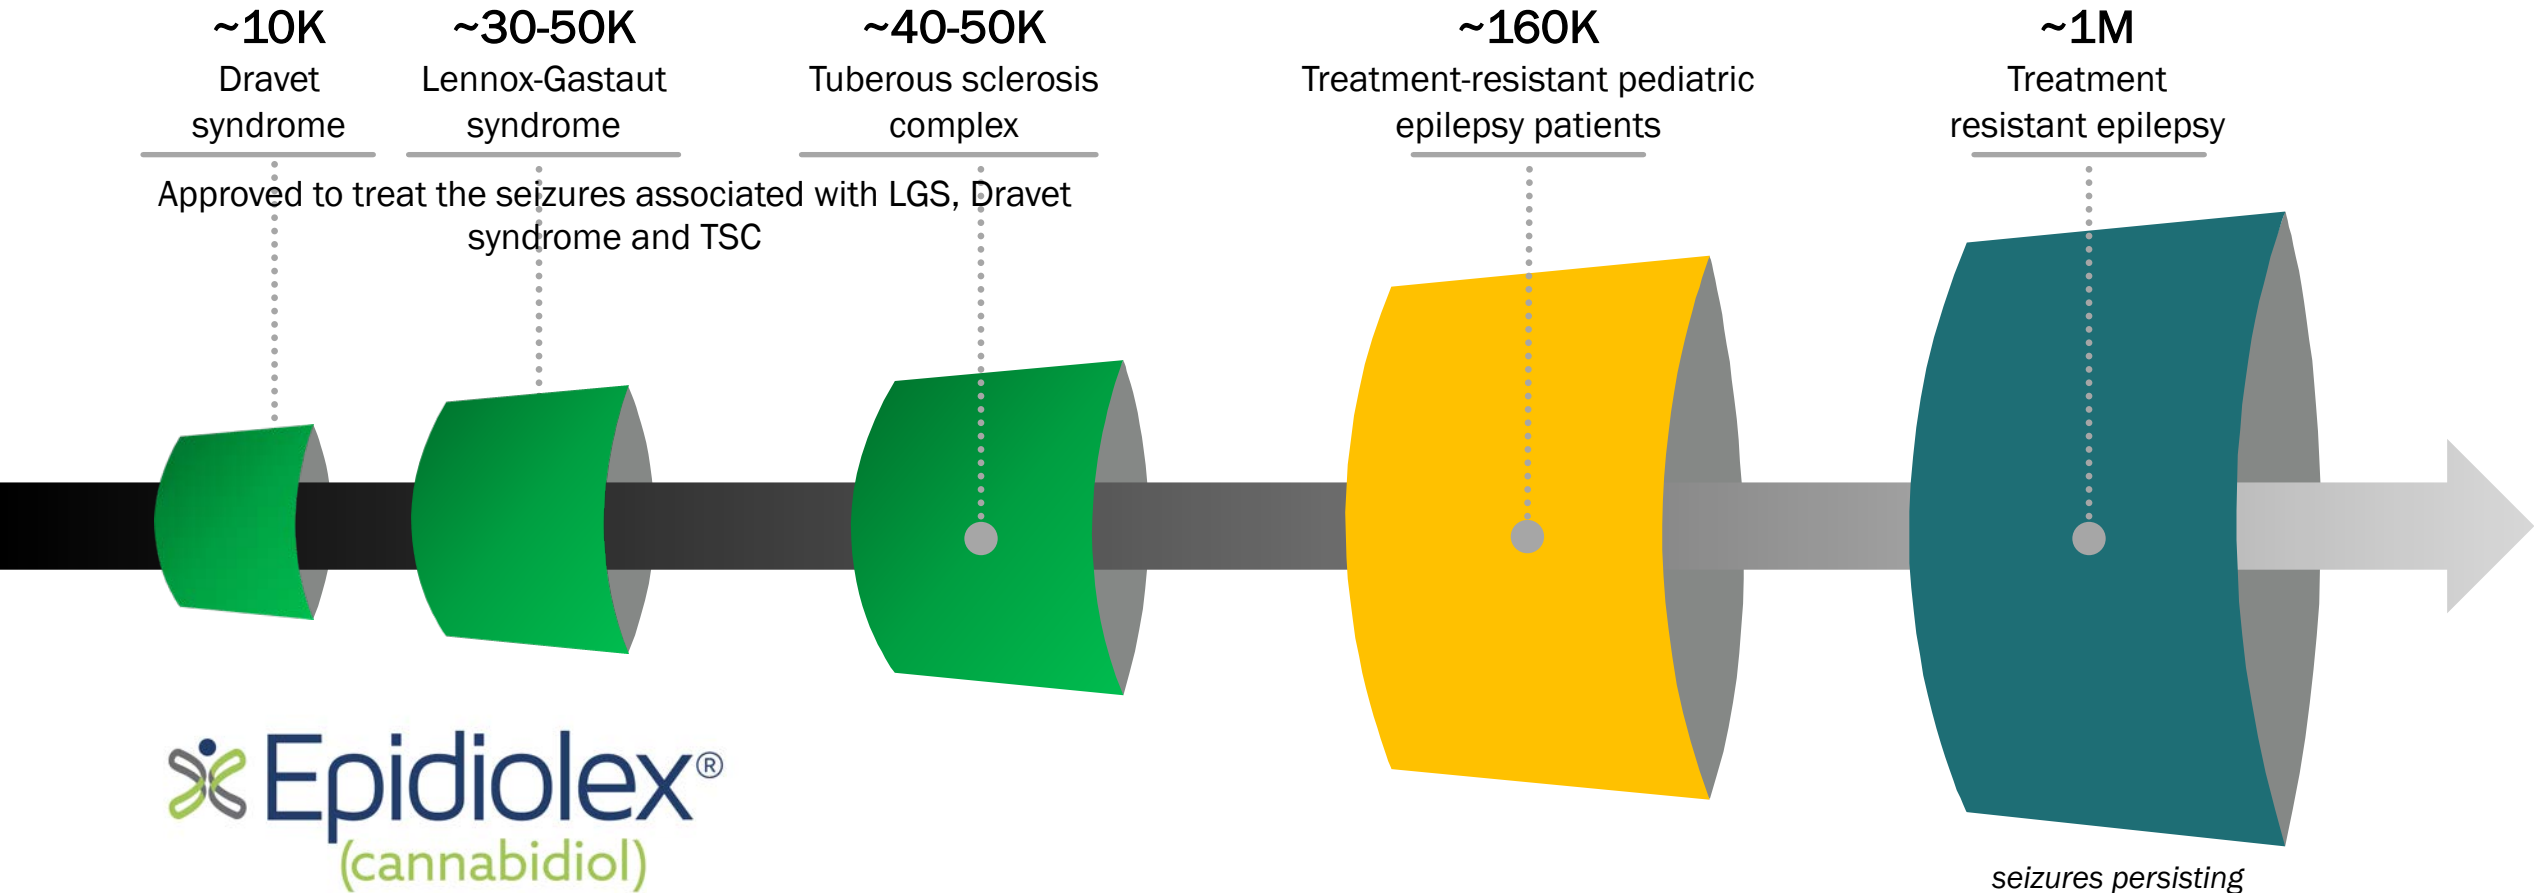 ~10K
Dravet
syndrome
~30-50K
Lennox-Gastaut
syndrome
~40-50K
Tuberous sclerosis
complex
~160K
Treatment-resistant pediatric
epilepsy patients
~1M
Treatment
resistant epilepsy
Approved to treat the seizures associated with LGS, Dravet
syndrome and TSC
Epidiolex®
(cannabidiol)
seizures persisting